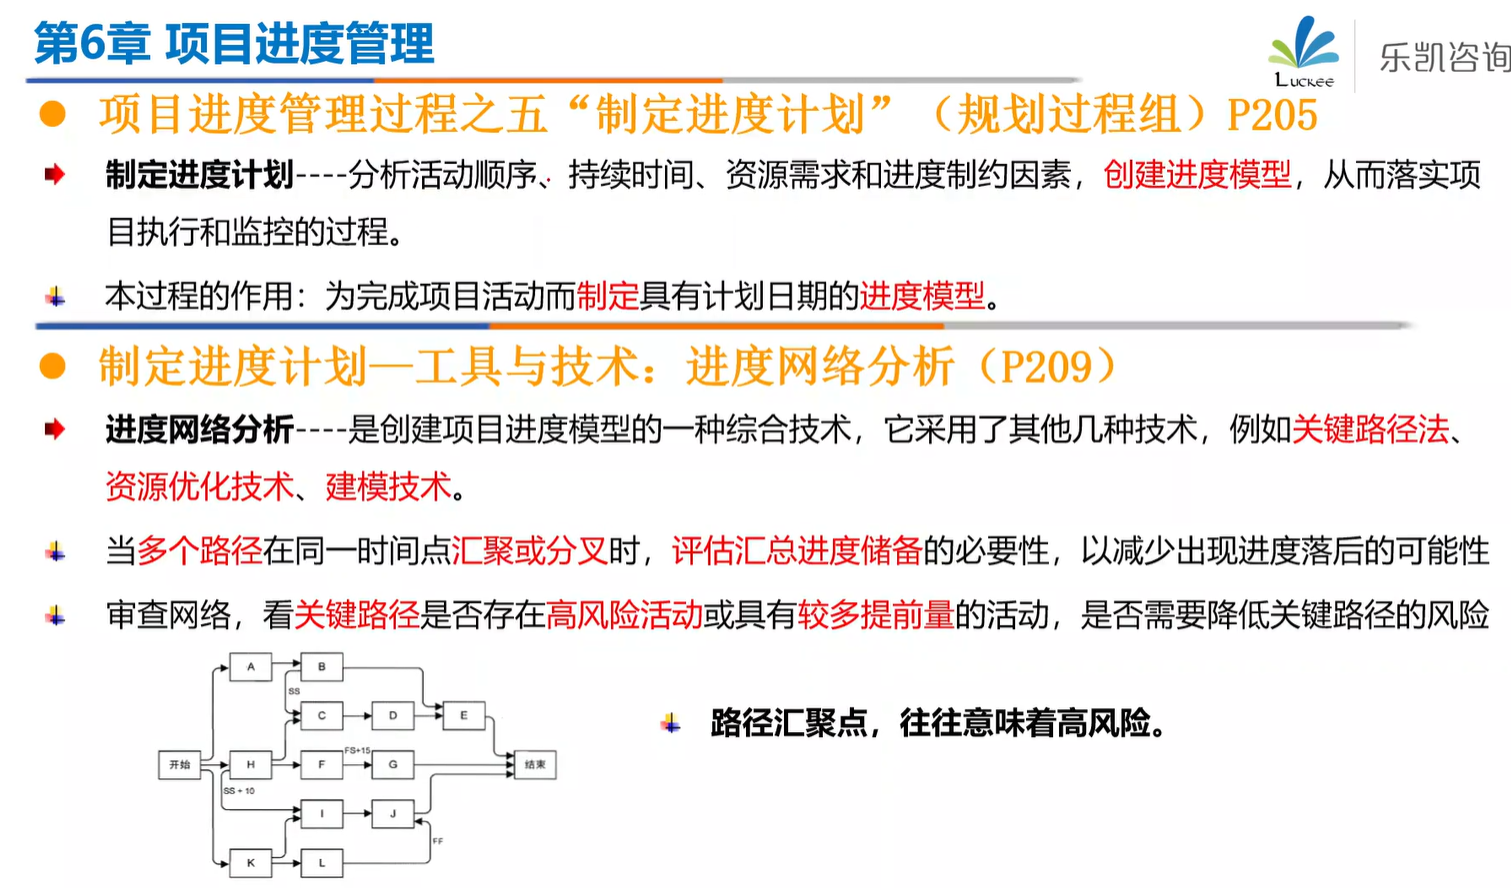 第6章 项目进度管理
LUCKEE
乐凯咨询
项目进度管理过程之五“制定进度计划”（规划过程组）P205
制定进度计划----分析活动顺序、持续时间、资源需求和进度制约因素，创建进度模型，从而落实项
目执行和监控的过程。
本过程的作用：为完成项目活动而制定具有计划日期的进度模型。
制定进度计划—工具与技术：进度网络分析（P209）
进度网络分析----是创建项目进度模型的一种综合技术，它采用了其他几种技术，例如关键路径法、
资源优化技术、建模技术。
当多个路径在同一时间点汇聚或分叉时，评估汇总进度储备的必要性，以减少出现进度落后的可能性
审查网络，看关键路径是否存在高风险活动或具有较多提前量的活动，是否需要降低关键路径的风险
A
B
SS
C
D
E
开始
H
F
FS+15
G
结束
SS + 10
I
J
FF
K
L
路径汇聚点，往往意味着高风险。